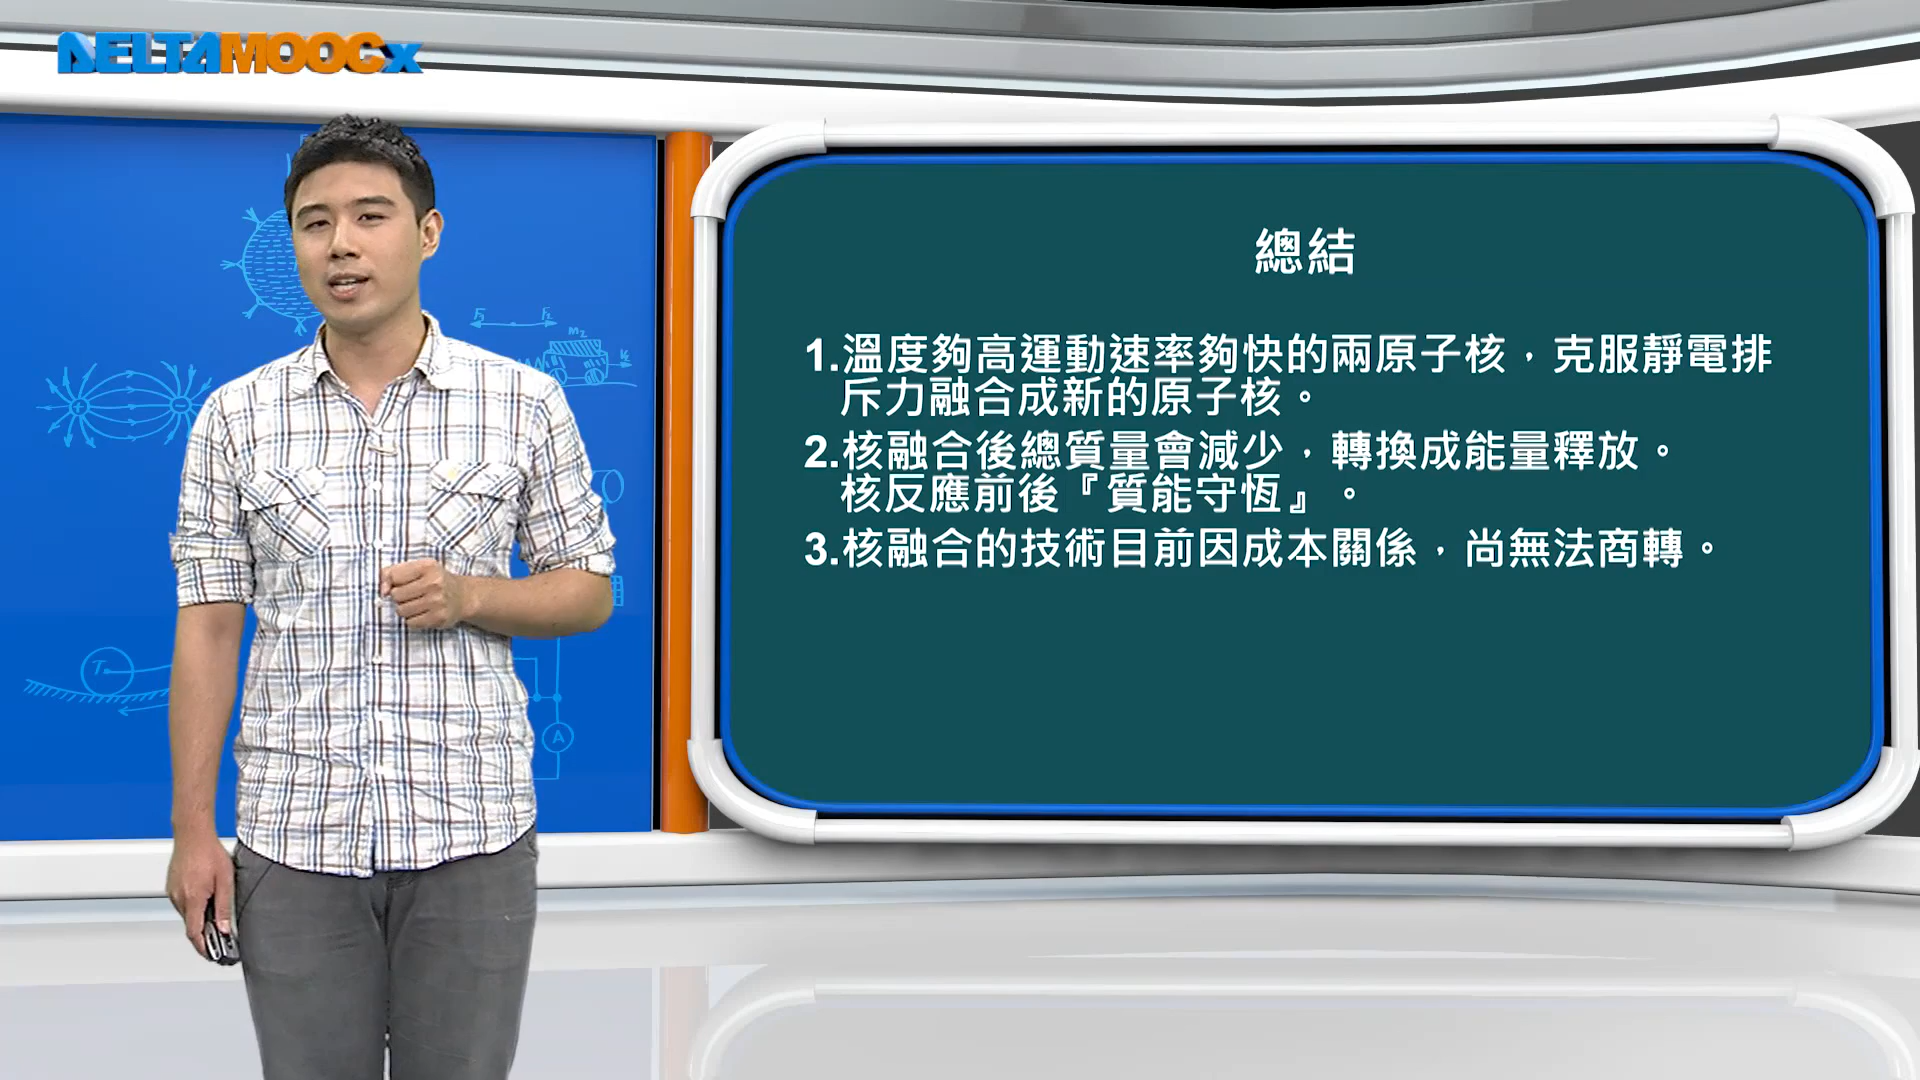 DELTAMOOCx
總結
1.溫度夠高運動速率夠快的兩原子核，克服靜電排
斥力融合成新的原子核。
2.核融合後總質量會減少，轉換成能量釋放。
核反應前後『質能守恆』。
3.核融合的技術目前因成本關係，尚無法商轉。
F₁
F₂
m₂
T
A